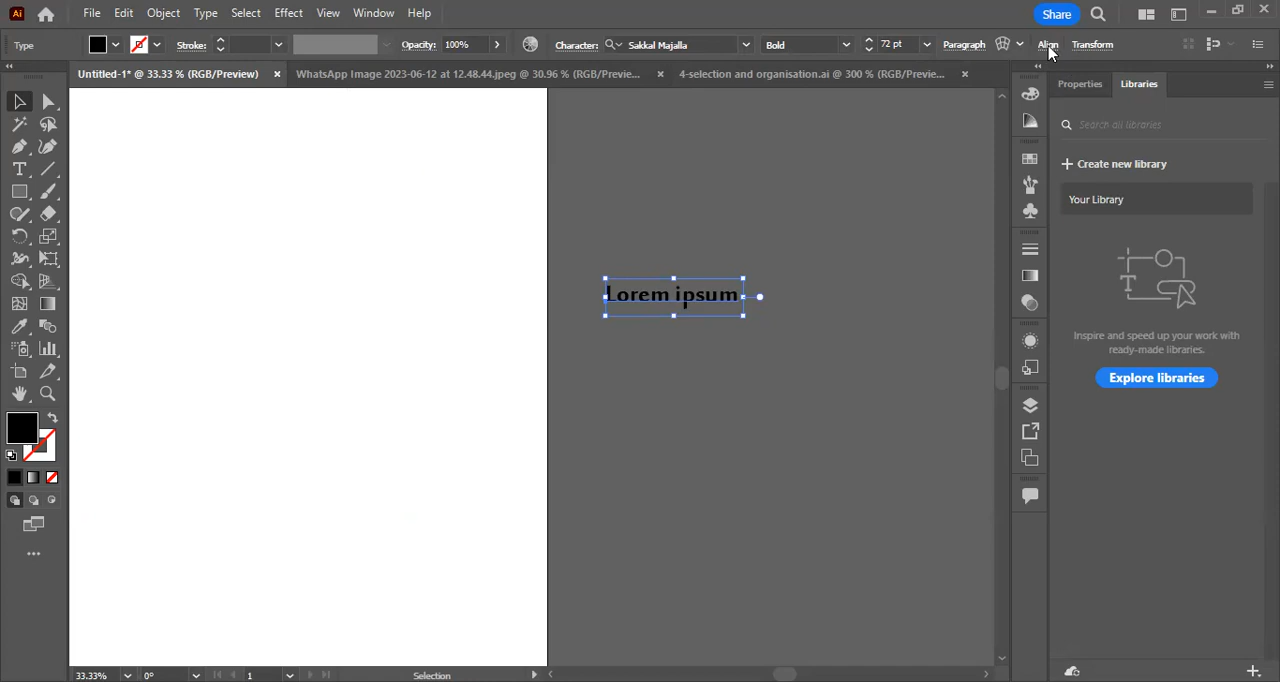 Ai File Edit Object Type Select Effect View Window Help Share
Type Stroke: Opacity: 100% Character: Sakkal Majalla Bold 72 pt Paragraph Align Transform
Untitled-1* @ 33.33 % (RGB/Preview) × WhatsApp Image 2023-06-12 at 12.48.44.jpeg @ 30.96 % (RGB/Preview... × 4-selection and organisation.ai @ 300 % (RGB/Preview... ×
Properties Libraries
Search all libraries
+ Create new library
Your Library
Lorem ipsum
T
Inspire and speed up your work with
ready-made libraries.
Explore libraries
33.33% 0° 1 Selection